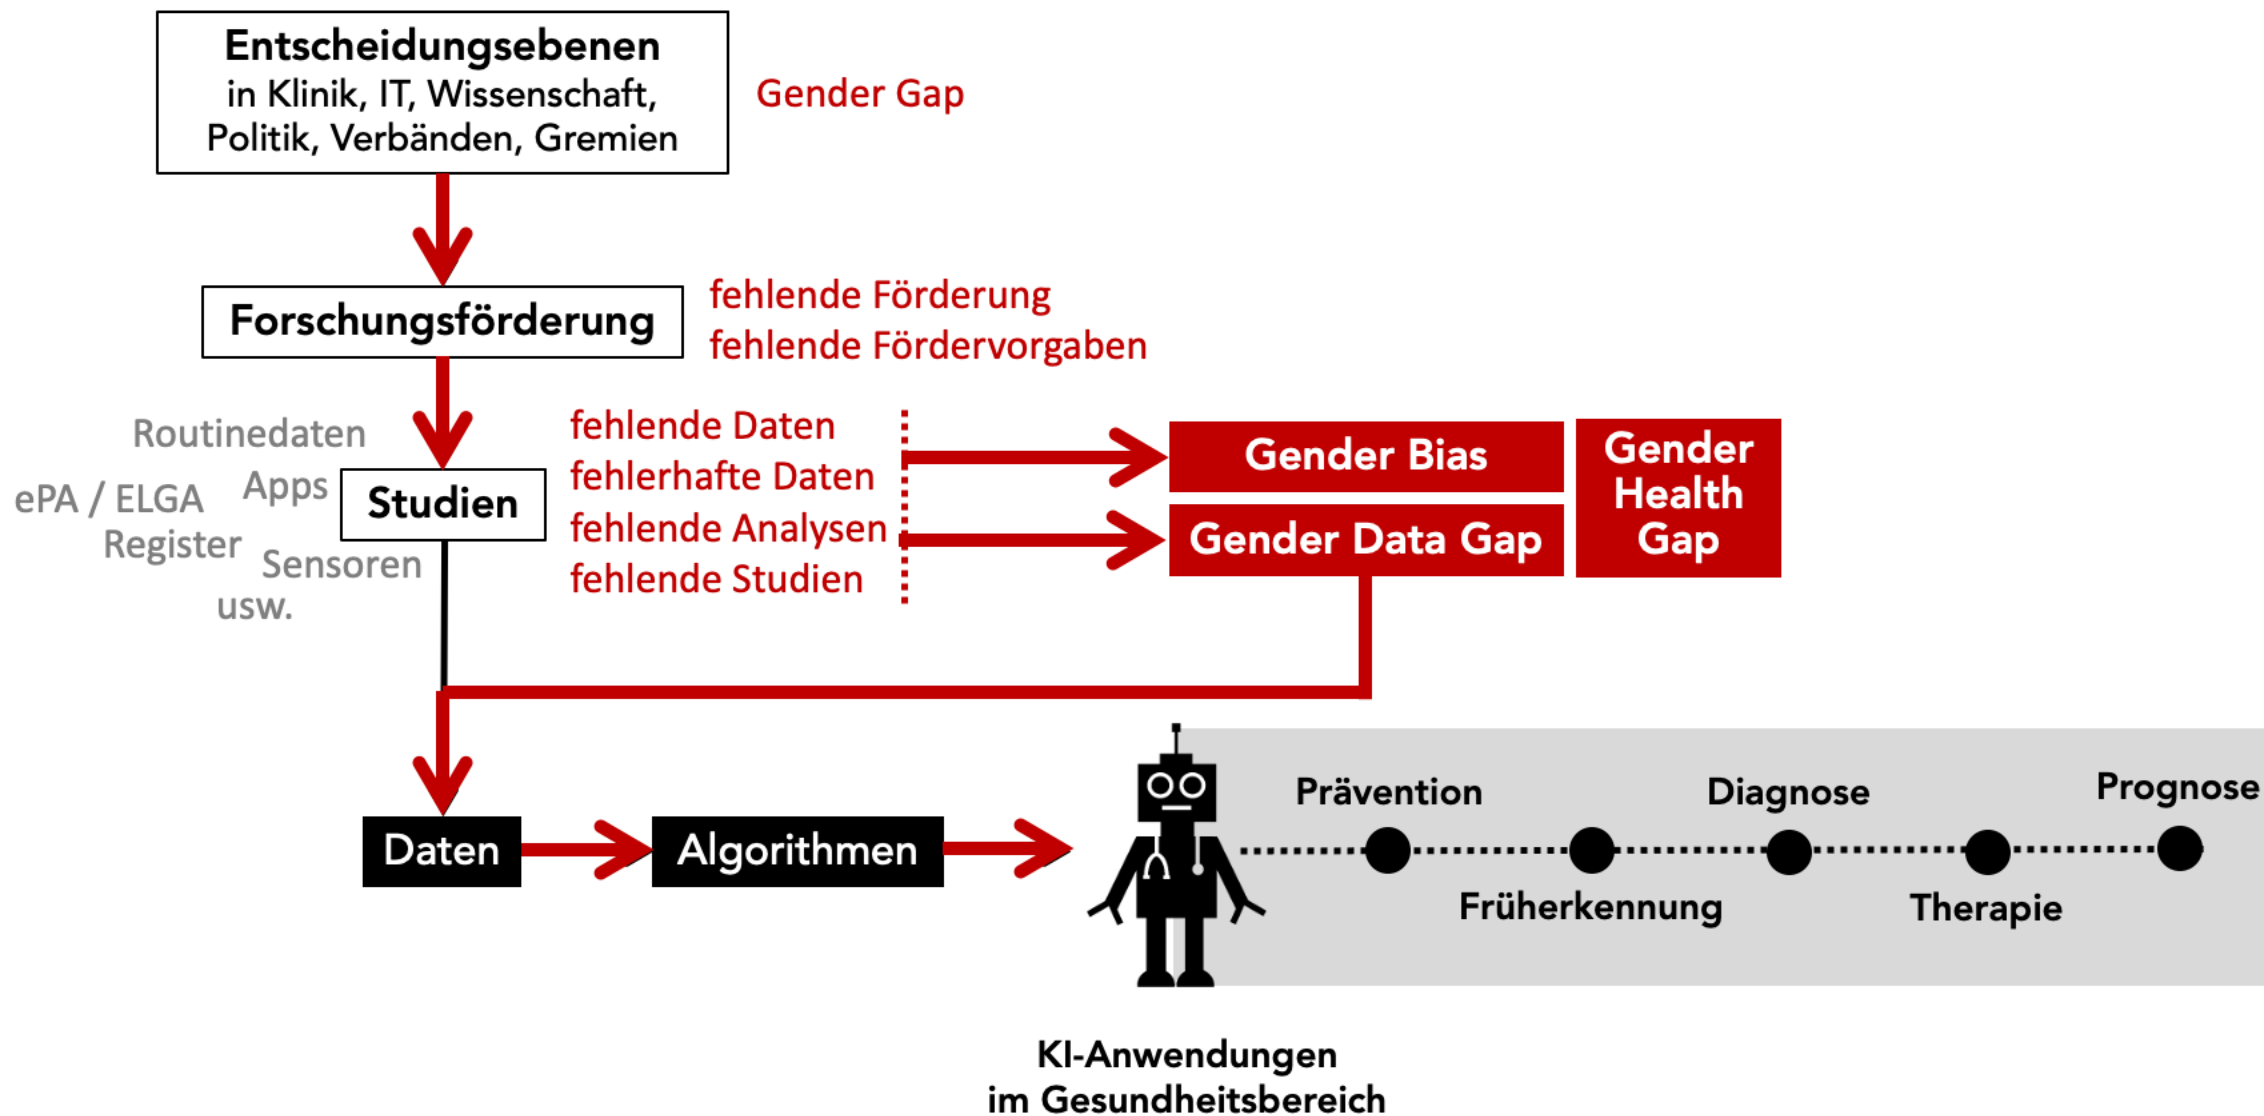 Entscheidungsebenen
in Klinik, IT, Wissenschaft,
Politik, Verbänden, Gremien
Gender Gap
Forschungsförderung
fehlende Förderung
fehlende Fördervorgaben
Routinedaten
Apps
ePA / ELGA
Register
Sensoren
usw.
Studien
fehlende Daten
fehlerhafte Daten
fehlende Analysen
fehlende Studien
Gender Bias
Gender Data Gap
Gender
Health
Gap
Daten
Algorithmen
Prävention
Früherkennung
Diagnose
Therapie
Prognose
KI-Anwendungen
im Gesundheitsbereich